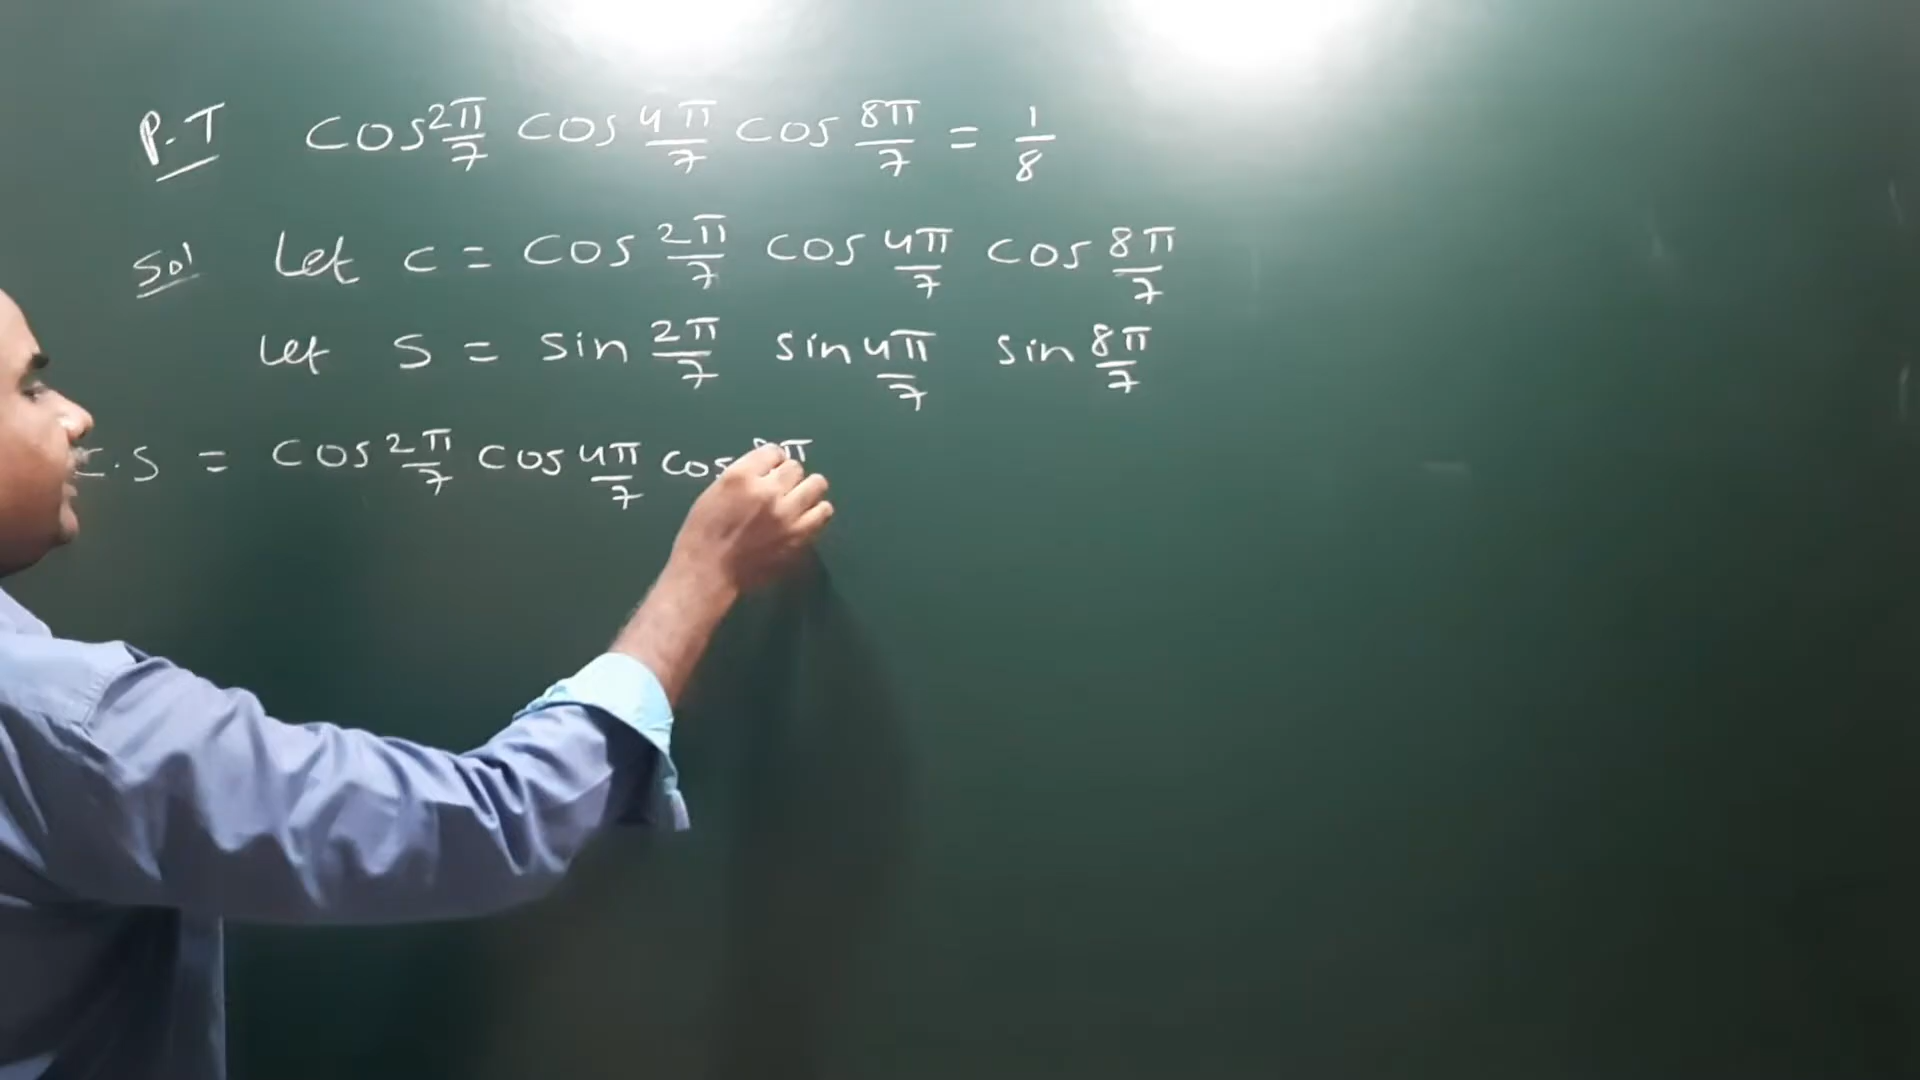 P.T cos 2π/7 cos 4π/7 cos 8π/7 = 1/8
Sol Let c = cos 2π/7 cos 4π/7 cos 8π/7
Let S = sin 2π/7 sin 4π/7 sin 8π/7
C.S = cos 2π/7 cos 4π/7 cos 8π